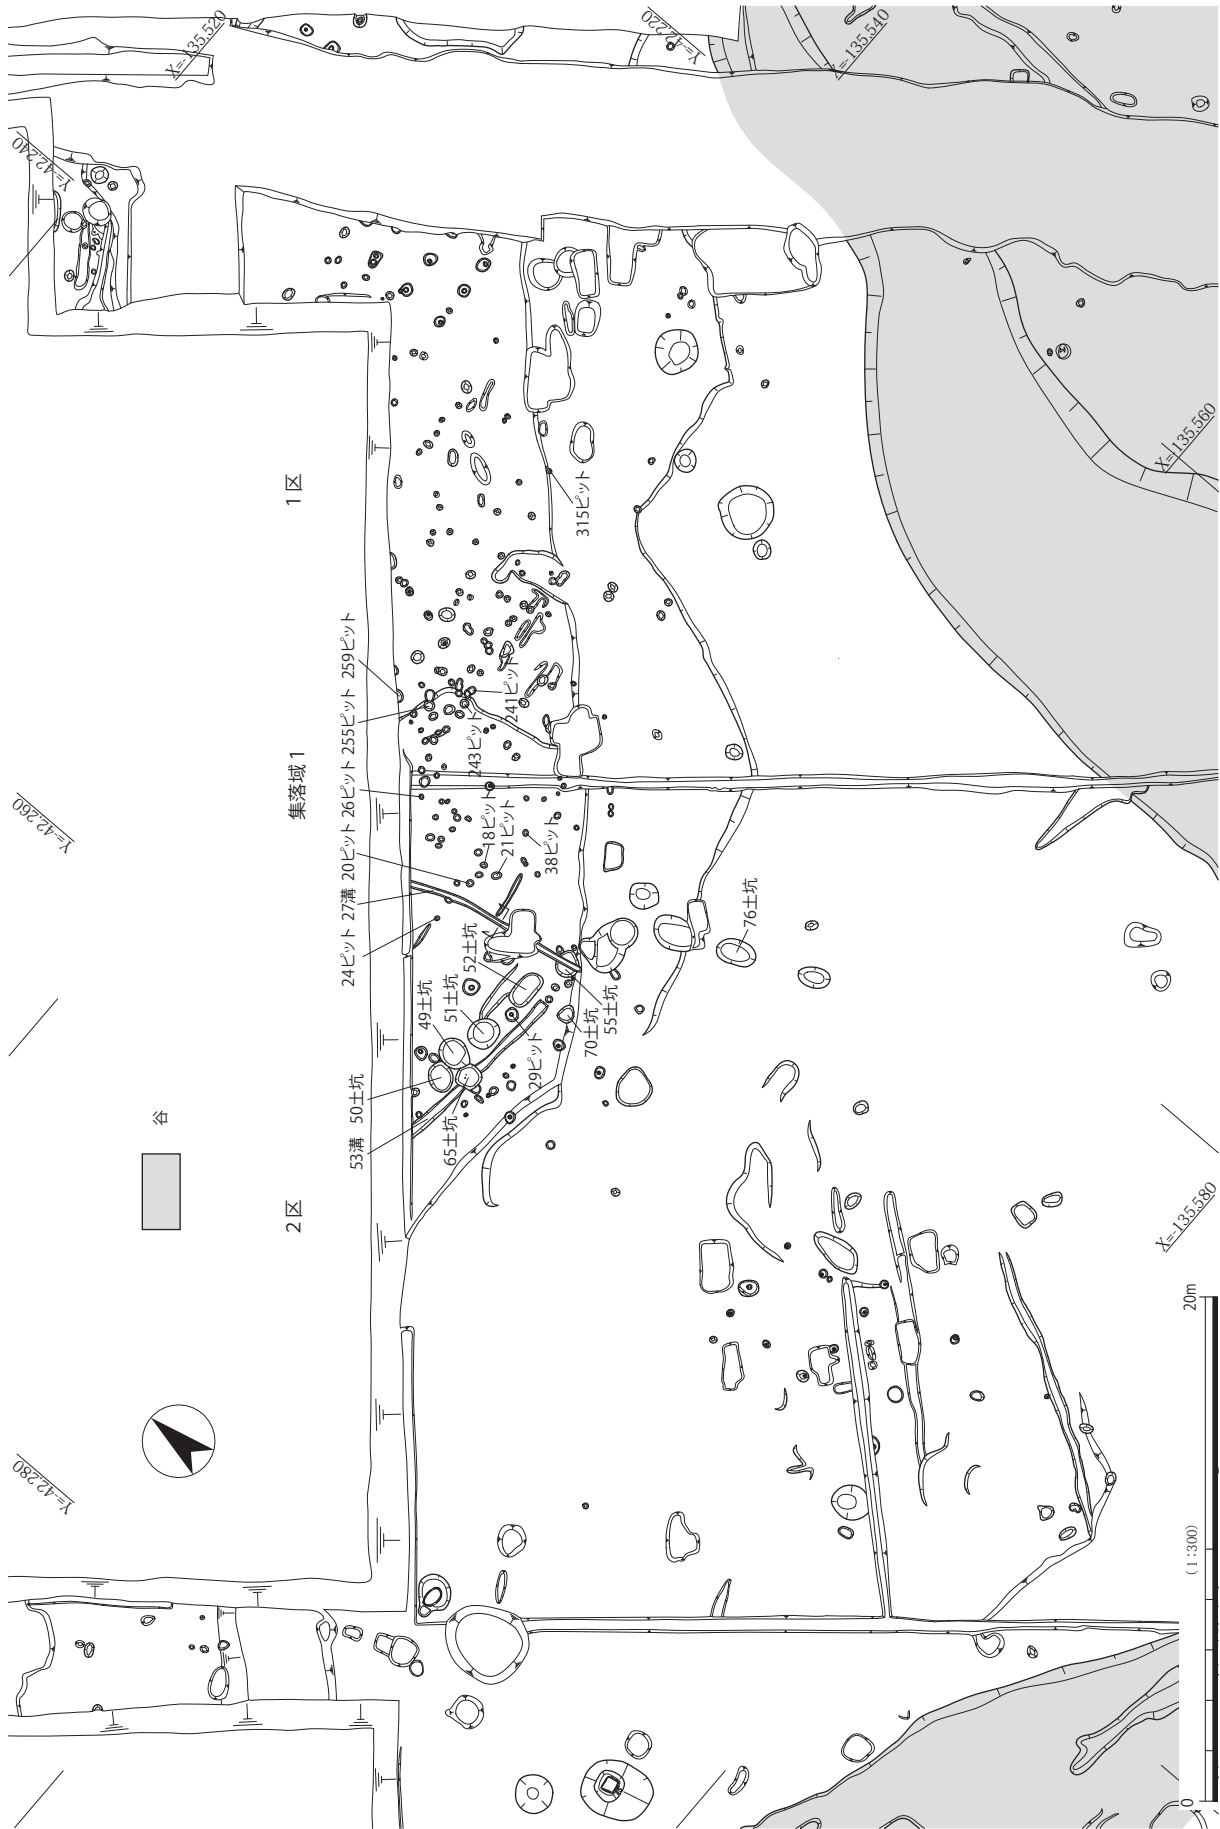 X=-135,520
Y=-42,220
X=-135,540
Y=-42,240
X=-135,560
Y=-42,260
X=-135,580
Y=-42,280
1区
集落域1
2区
谷
315ピット
259ピット
255ピット
26ピット
20ピット
27溝
24ピット
241ピット
243ピット
18ピット
21ピット
38ピット
76土坑
52土坑
51土坑
49土坑
55土坑
70土坑
29ピット
50土坑
53溝
65土坑
20m
(1:300)
0